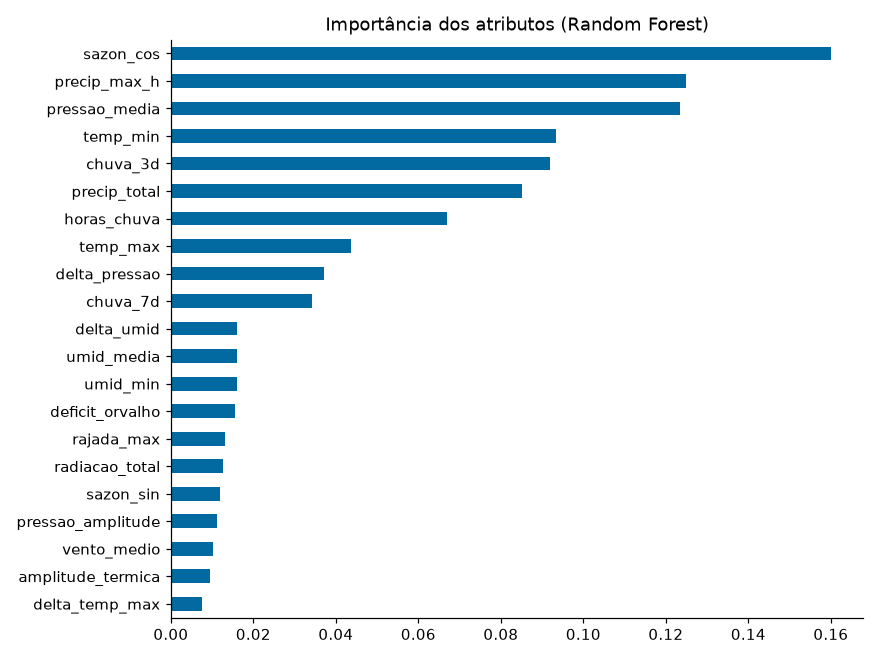 Importância dos atributos (Random Forest)
sazon_cos
precip_max_h
pressao_media
temp_min
chuva_3d
precip_total
horas_chuva
temp_max
delta_pressao
chuva_7d
delta_umid
umid_media
umid_min
deficit_orvalho
rajada_max
radiacao_total
sazon_sin
pressao_amplitude
vento_medio
amplitude_termica
delta_temp_max
0.00 0.02 0.04 0.06 0.08 0.10 0.12 0.14 0.16